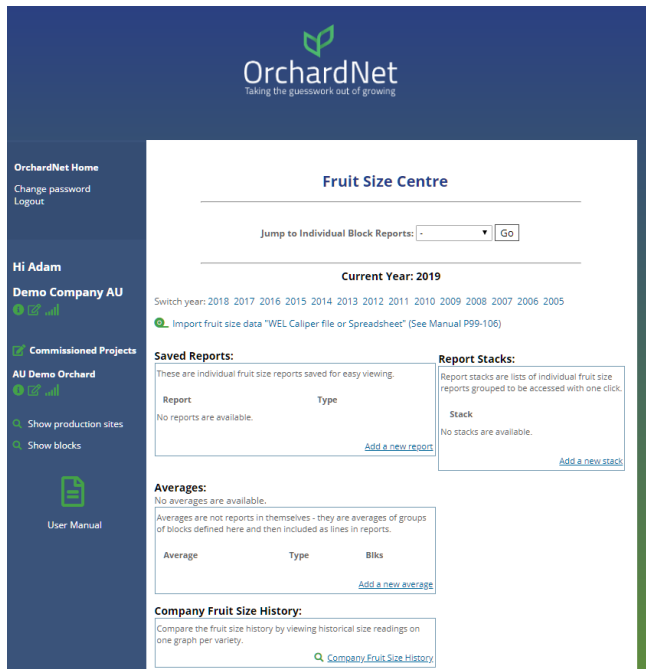 OrchardNet
Taking the guesswork out of growing
OrchardNet Home
Change password
Logout
Hi Adam
Demo Company AU
Commissioned Projects
AU Demo Orchard
Show production sites
Show blocks
User Manual
Fruit Size Centre
Jump to Individual Block Reports: - Go
Current Year: 2019
Switch year: 2018 2017 2016 2015 2014 2013 2012 2011 2010 2009 2008 2007 2006 2005
Import fruit size data "WEL Caliper file or Spreadsheet" (See Manual P99-106)
Saved Reports:
These are individual fruit size reports saved for easy viewing.
Report Type
No reports are available.
Add a new report
Report Stacks:
Report stacks are lists of individual fruit size
reports grouped to be accessed with one click.
Stack
No stacks are available.
Add a new stack
Averages:
No averages are available.
Averages are not reports in themselves - they are averages of groups
of blocks defined here and then included as lines in reports.
Average Type Blks
Add a new average
Company Fruit Size History:
Compare the fruit size history by viewing historical size readings on
one graph per variety.
Company Fruit Size History